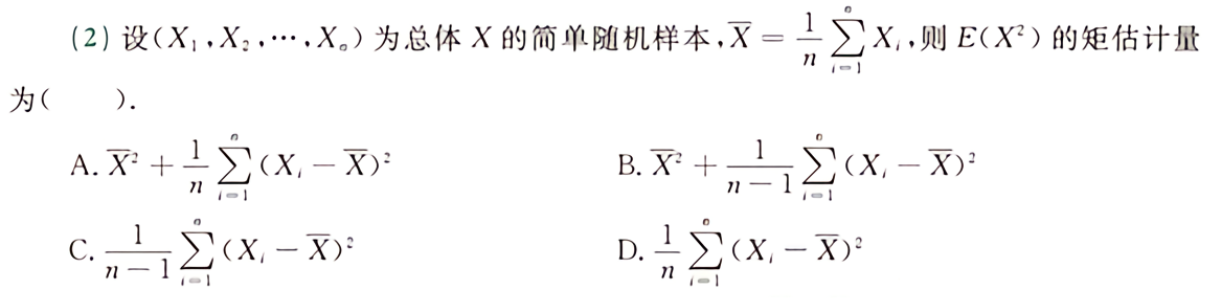 (2) 设(X₁,X₂,…,Xₙ)为总体 X 的简单随机样本,X̅ = 1/n ∑ᵢ₌₁ⁿ Xᵢ,则 E(X²)的矩估计量
为(  ).
A. X̅² + 1/n ∑ᵢ₌₁ⁿ (Xᵢ − X̅)²  B. X̅² + 1/(n−1) ∑ᵢ₌₁ⁿ (Xᵢ − X̅)²
C. 1/(n−1) ∑ᵢ₌₁ⁿ (Xᵢ − X̅)²  D. 1/n ∑ᵢ₌₁ⁿ (Xᵢ − X̅)²